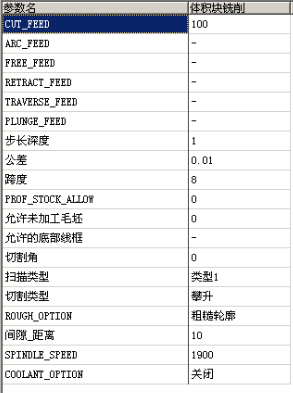 参数名 体积块铣削
CUT_FEED 100
ARC_FEED -
FREE_FEED -
RETRACT_FEED -
TRAVERSE_FEED -
PLUNGE_FEED -
步长深度 1
公差 0.01
跨度 8
PROF_STOCK_ALLOW 0
允许未加工毛坯 0
允许的底部线框 -
切割角 0
扫描类型 类型1
切割类型 攀升
ROUGH_OPTION 粗糙轮廓
间隙_距离 10
SPINDLE_SPEED 1900
COOLANT_OPTION 关闭